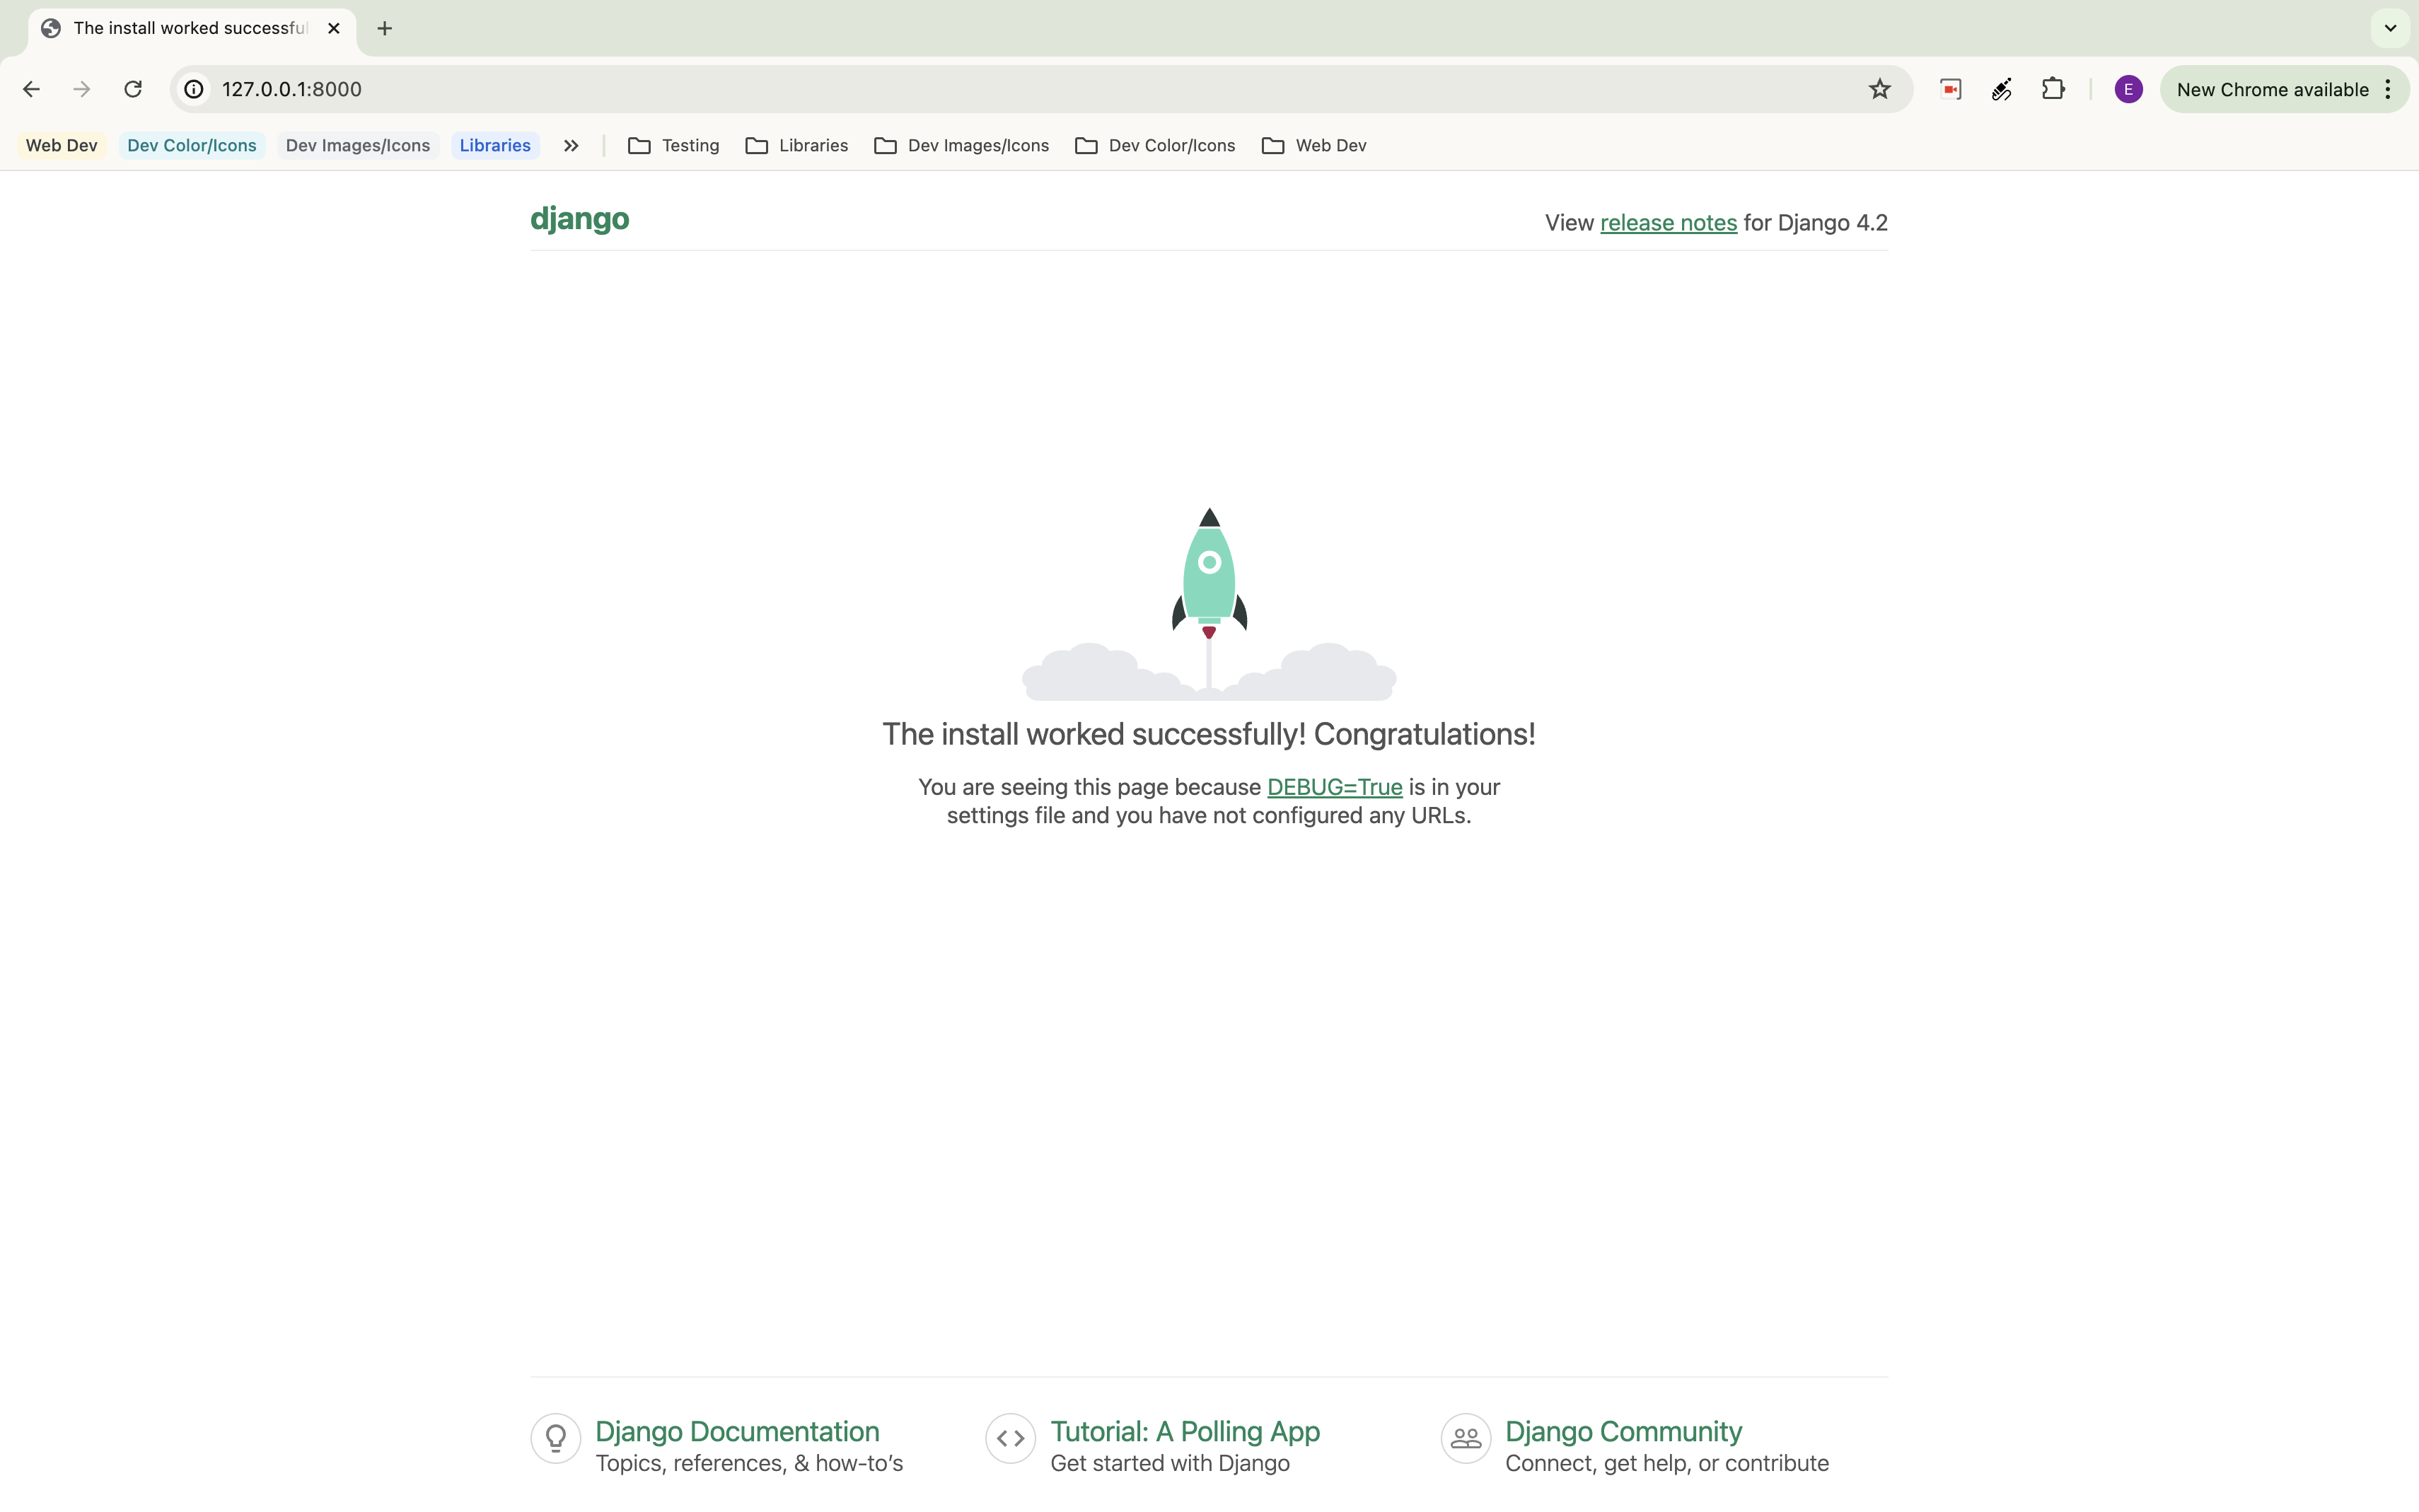 The install worked successful
127.0.0.1:8000
E
New Chrome available
Web Dev
Dev Color/Icons
Dev Images/Icons
Libraries
Testing
Libraries
Dev Images/Icons
Dev Color/Icons
Web Dev
django
View release notes for Django 4.2
The install worked successfully! Congratulations!
You are seeing this page because DEBUG=True is in your
settings file and you have not configured any URLs.
Django Documentation
Topics, references, & how-to’s
Tutorial: A Polling App
Get started with Django
Django Community
Connect, get help, or contribute